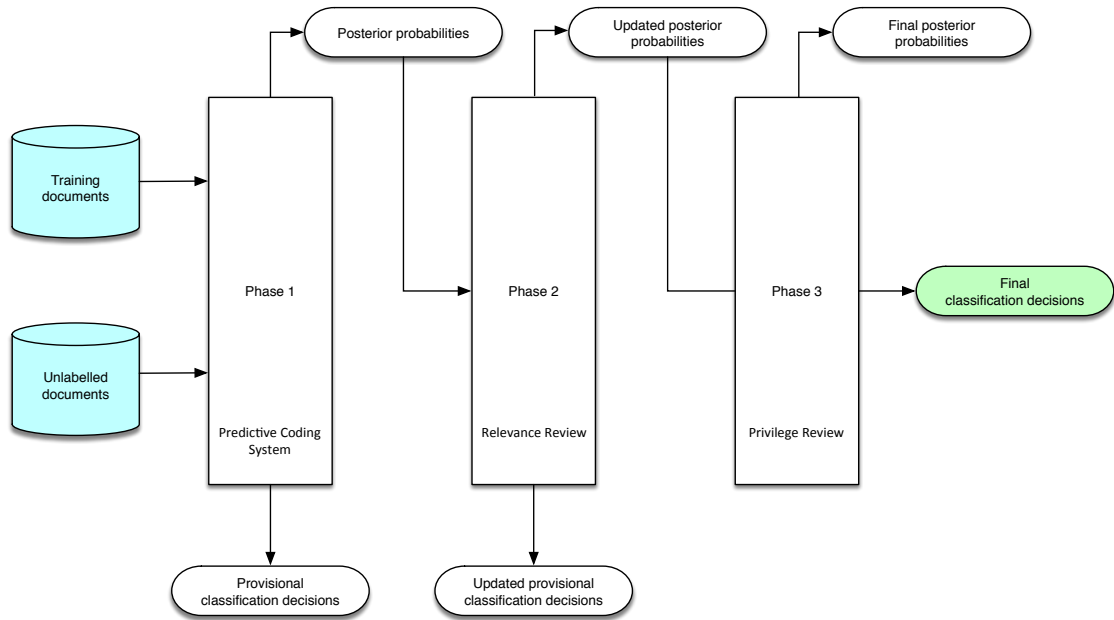 Posterior probabilities
Updated posterior
probabilities
Final posterior
probabilities
Training
documents
Unlabelled
documents
Phase 1
Predictive Coding
System
Phase 2
Relevance Review
Phase 3
Privilege Review
Final
classification decisions
Provisional
classification decisions
Updated provisional
classification decisions